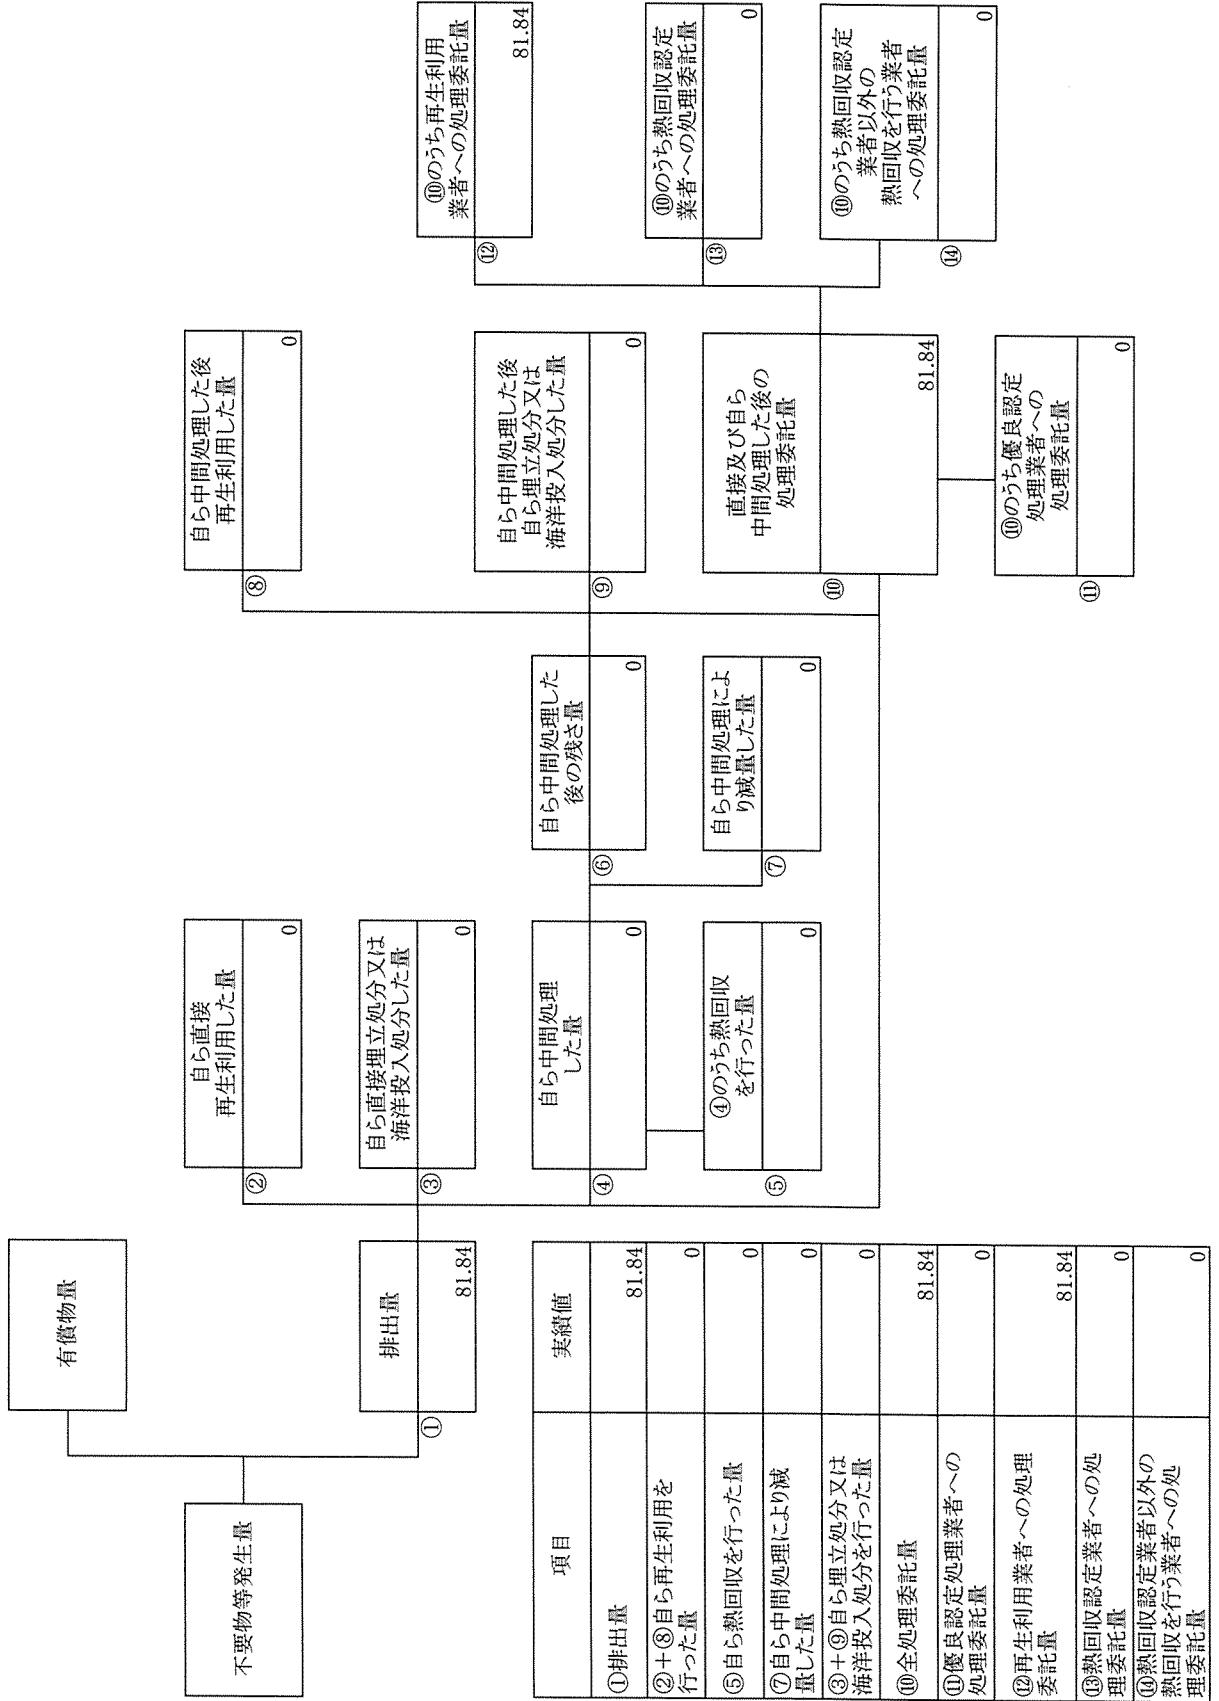 不要物等発生量
有償物量
排出量
①
81.84
自ら直接
再生利用した量
②
0
自ら直接埋立処分又は
海洋投入処分した量
③
0
自ら中間処理
した量
④
0
④のうち熱回収
を行った量
⑤
0
自ら中間処理した
後の残さ量
⑥
0
自ら中間処理によ
り減量した量
⑦
0
自ら中間処理した後
再生利用した量
⑧
0
自ら中間処理した後
自ら埋立処分又は
海洋投入処分した量
⑨
0
直接及び自ら
中間処理した後の
処理委託量
⑩
81.84
⑩のうち優良認定
処理業者への
処理委託量
⑪
0
⑩のうち再生利用
業者への処理委託量
⑫
81.84
⑩のうち熱回収認定
業者への処理委託量
⑬
0
⑩のうち熱回収認定
業者以外の
熱回収を行う業者
への処理委託量
⑭
0
項目 実績値
①排出量 81.84
②+⑧自ら再生利用を
行った量 0
⑤自ら熱回収を行った量 0
⑦自ら中間処理により減
量した量 0
③+⑨自ら埋立処分又は
海洋投入処分を行った量 0
⑩全処理委託量 81.84
⑪優良認定処理業者への
処理委託量 0
⑫再生利用業者への処理
委託量 81.84
⑬熱回収認定業者への処
理委託量 0
⑭熱回収認定業者以外の
熱回収を行う業者への処
理委託量 0